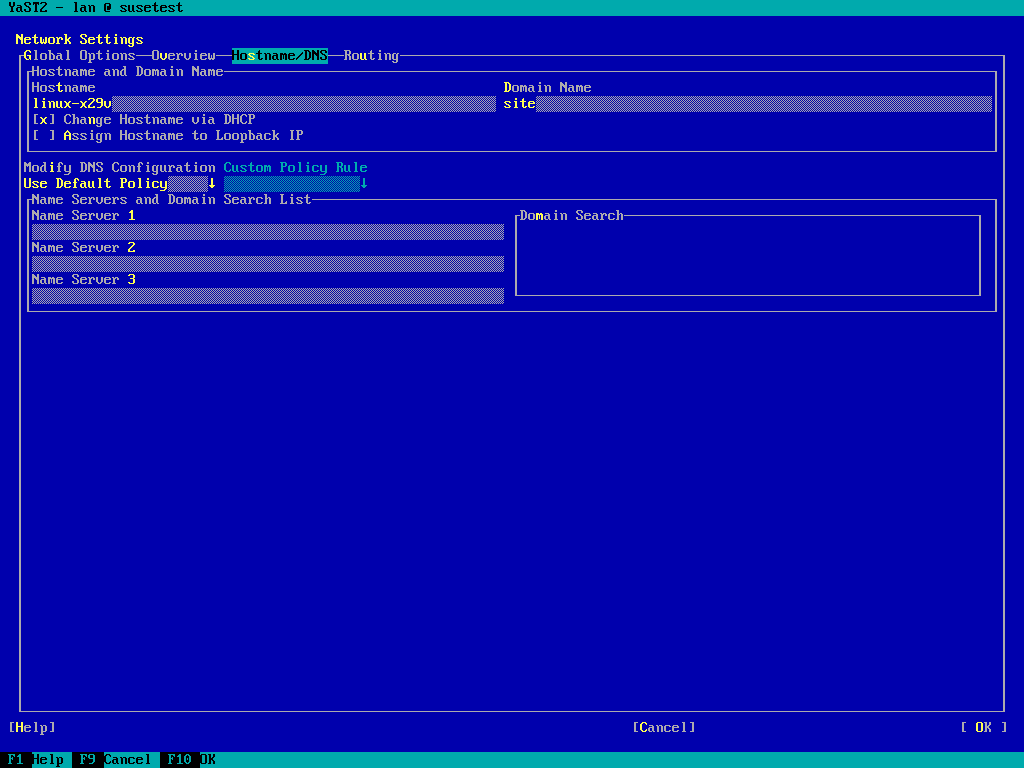 YaST2 - lan @ susetest
Network Settings
Global Options Overview Hostname/DNS Routing
Hostname and Domain Name
Hostname Domain Name
linux-x29v site
[x] Change Hostname via DHCP
[ ] Assign Hostname to Loopback IP
Modify DNS Configuration Custom Policy Rule
Use Default Policy ↓ ↓
Name Servers and Domain Search List
Name Server 1 Domain Search
Name Server 2
Name Server 3
[Help] [Cancel] [ OK ]
F1 Help F9 Cancel F10 OK